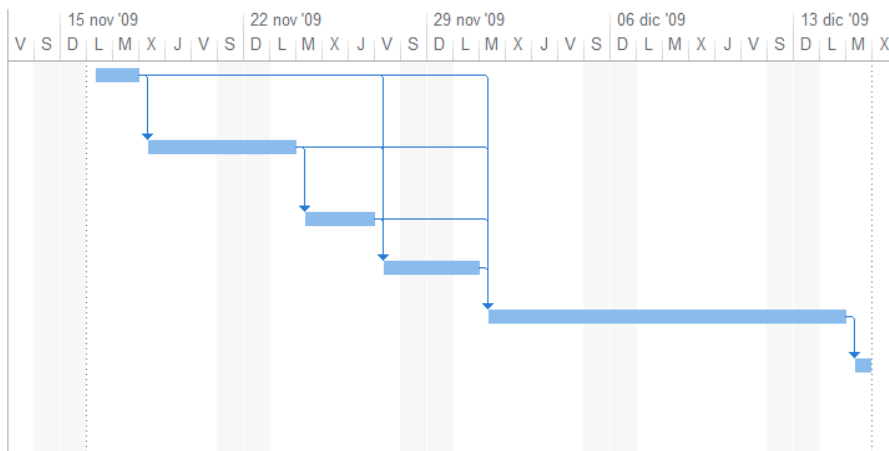 15 nov '09 22 nov '09 29 nov '09 06 dic '09 13 dic '09
V S D L M X J V S D L M X J V S D L M X J V S D L M X J V S D L M X